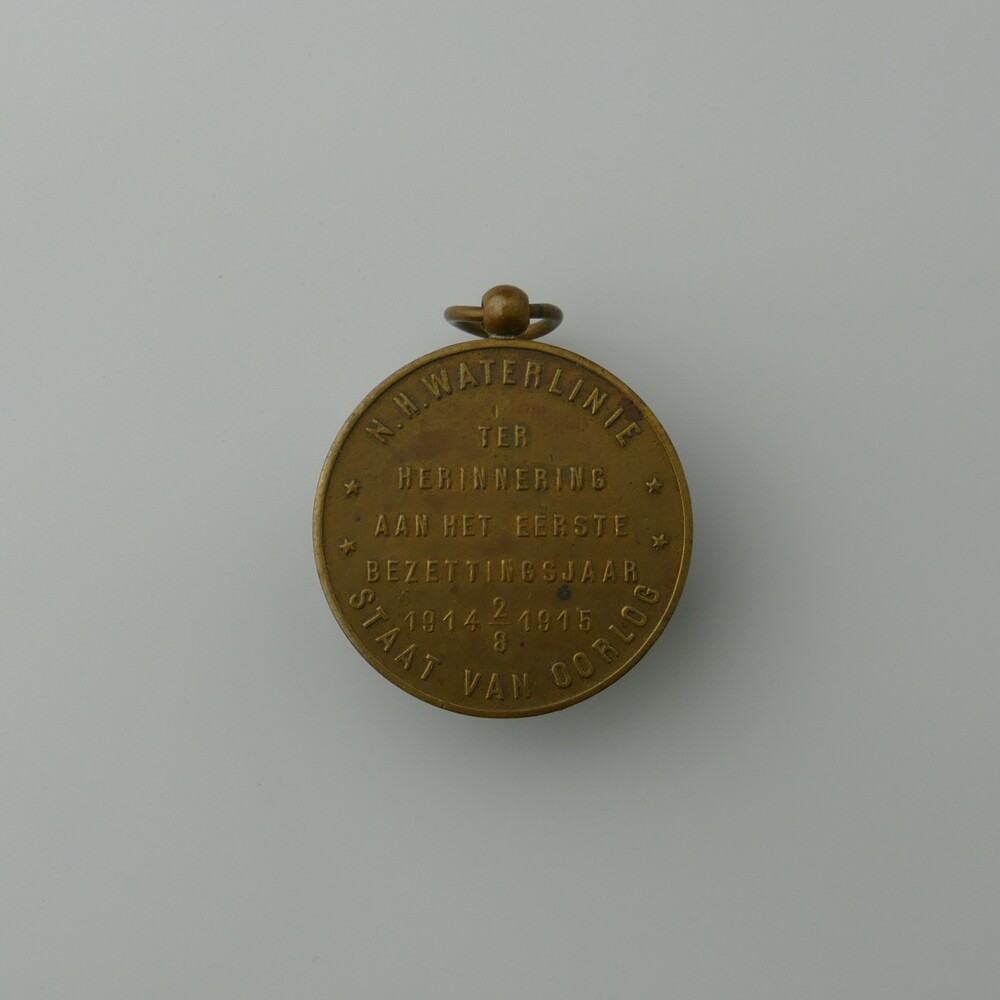 N.H.WATERLINIE
TER
HERINNERING
AAN HET EERSTE
BEZETTINGSJAAR
1914 2/8 1915
STAAT VAN OORLOG